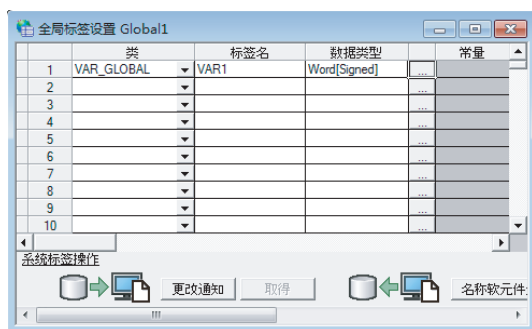 全局标签设置 Global1
类 标签名 数据类型 常量
1 VAR_GLOBAL VAR1 Word[Signed] ...
2 ...
3 ...
4 ...
5 ...
6 ...
7 ...
8 ...
9 ...
10 ...
系统标签操作
更改通知 取得 名称软元件